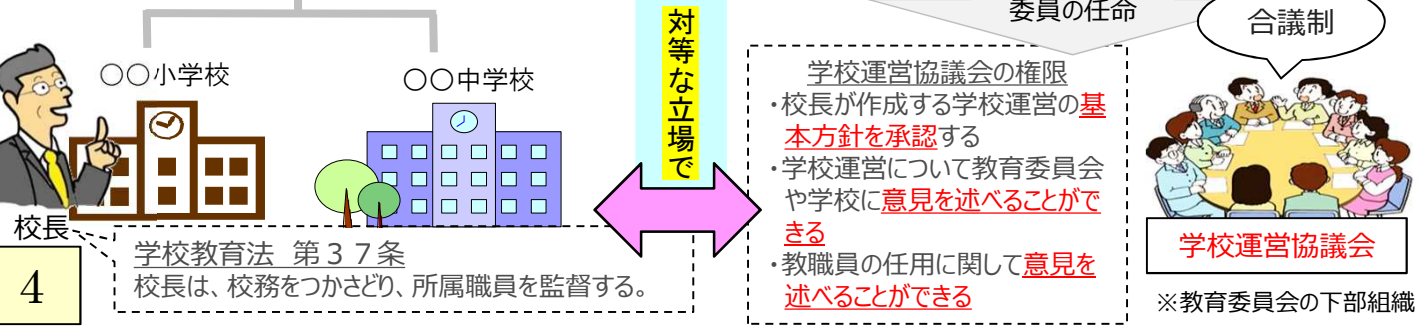 委員の任命
合議制
対等な立場で
○○小学校
○○中学校
学校運営協議会の権限
・校長が作成する学校運営の基
本方針を承認する
・学校運営について教育委員会
や学校に意見を述べることがで
きる
・教職員の任用に関して意見を
述べることができる
校長
学校教育法 第37条
校長は、校務をつかさどり、所属職員を監督する。
学校運営協議会
※教育委員会の下部組織
4